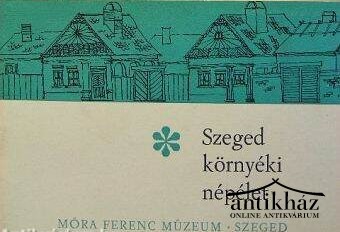 Szeged
környéki
népélet
antikház
ONLINE ANTIKVÁRIUM
MÓRA FERENC MÚZEUM · SZEGED